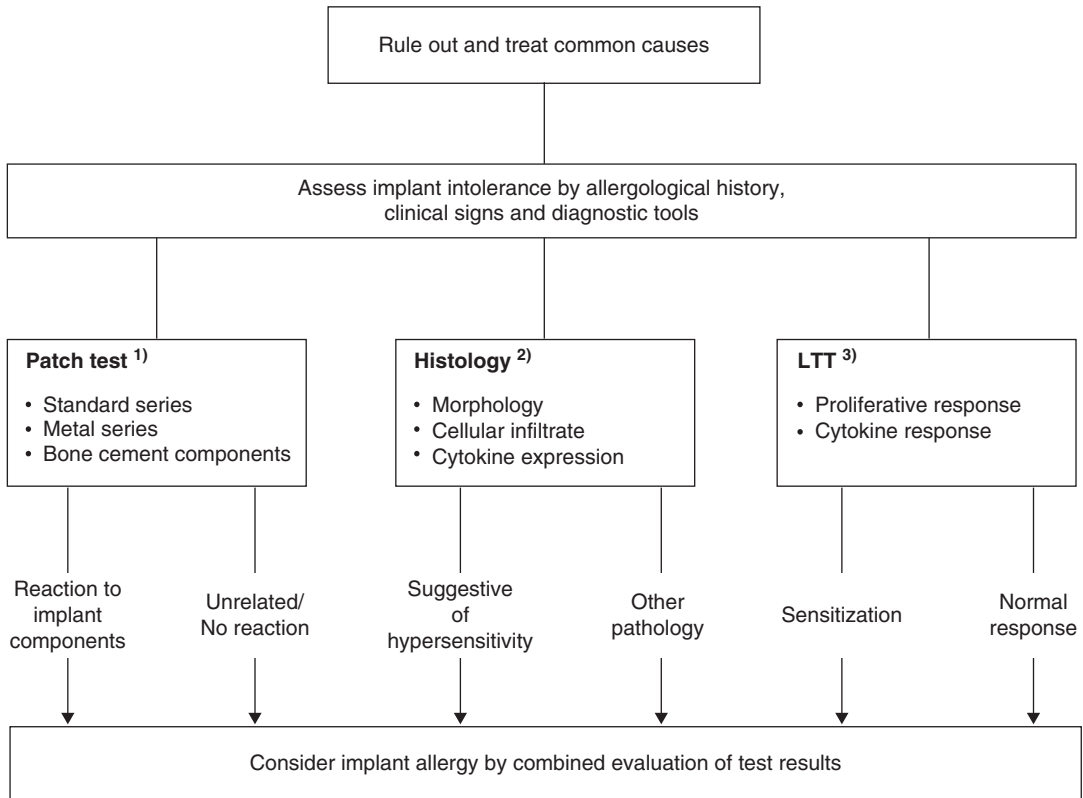 Rule out and treat common causes
Assess implant intolerance by allergological history,
clinical signs and diagnostic tools
Patch test 1)
• Standard series
• Metal series
• Bone cement components
Histology 2)
• Morphology
• Cellular infiltrate
• Cytokine expression
LTT 3)
• Proliferative response
• Cytokine response
Reaction to
implant
components
Unrelated/
No reaction
Suggestive
of
hypersensitivity
Other
pathology
Sensitization
Normal
response
Consider implant allergy by combined evaluation of test results